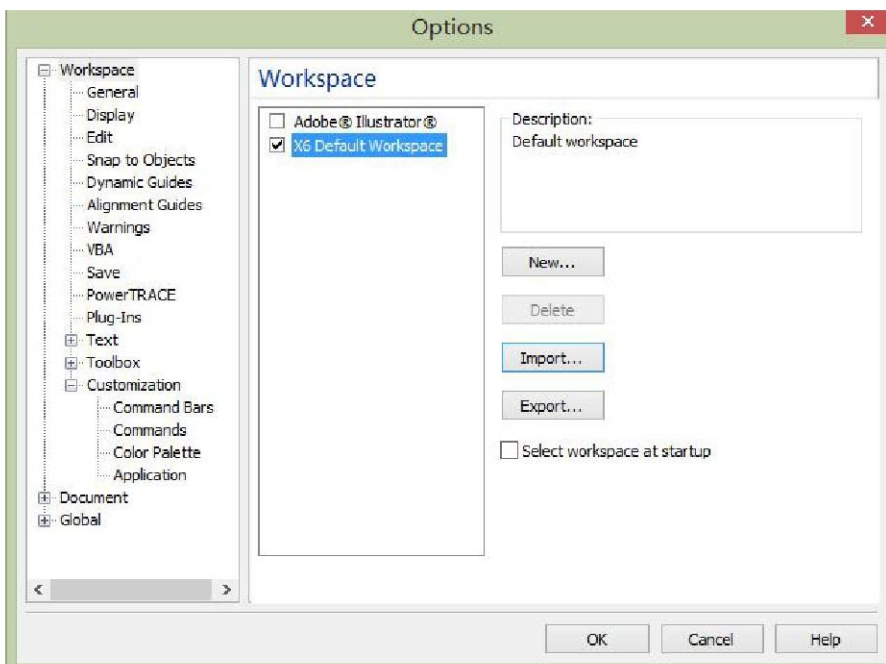 Options
Workspace
General
Display
Edit
Snap to Objects
Dynamic Guides
Alignment Guides
Warnings
VBA
Save
PowerTRACE
Plug-Ins
Text
Toolbox
Customization
Command Bars
Commands
Color Palette
Application
Document
Global
Workspace
Adobe® Illustrator®
X6 Default Workspace
Description:
Default workspace
New...
Delete
Import...
Export...
Select workspace at startup
OK
Cancel
Help